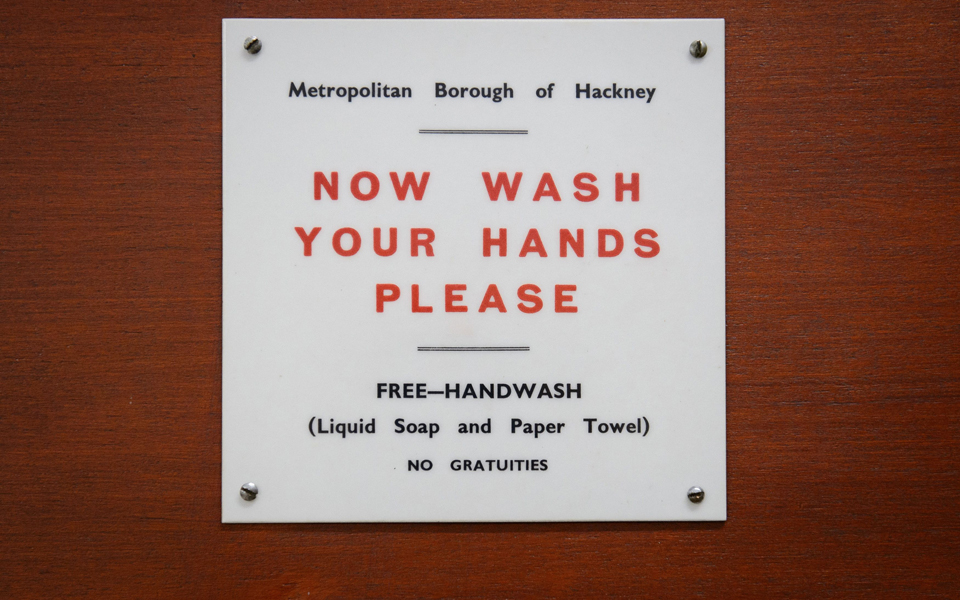 Metropolitan Borough of Hackney
NOW WASH
YOUR HANDS
PLEASE
FREE—HANDWASH
(Liquid Soap and Paper Towel)
NO GRATUITIES